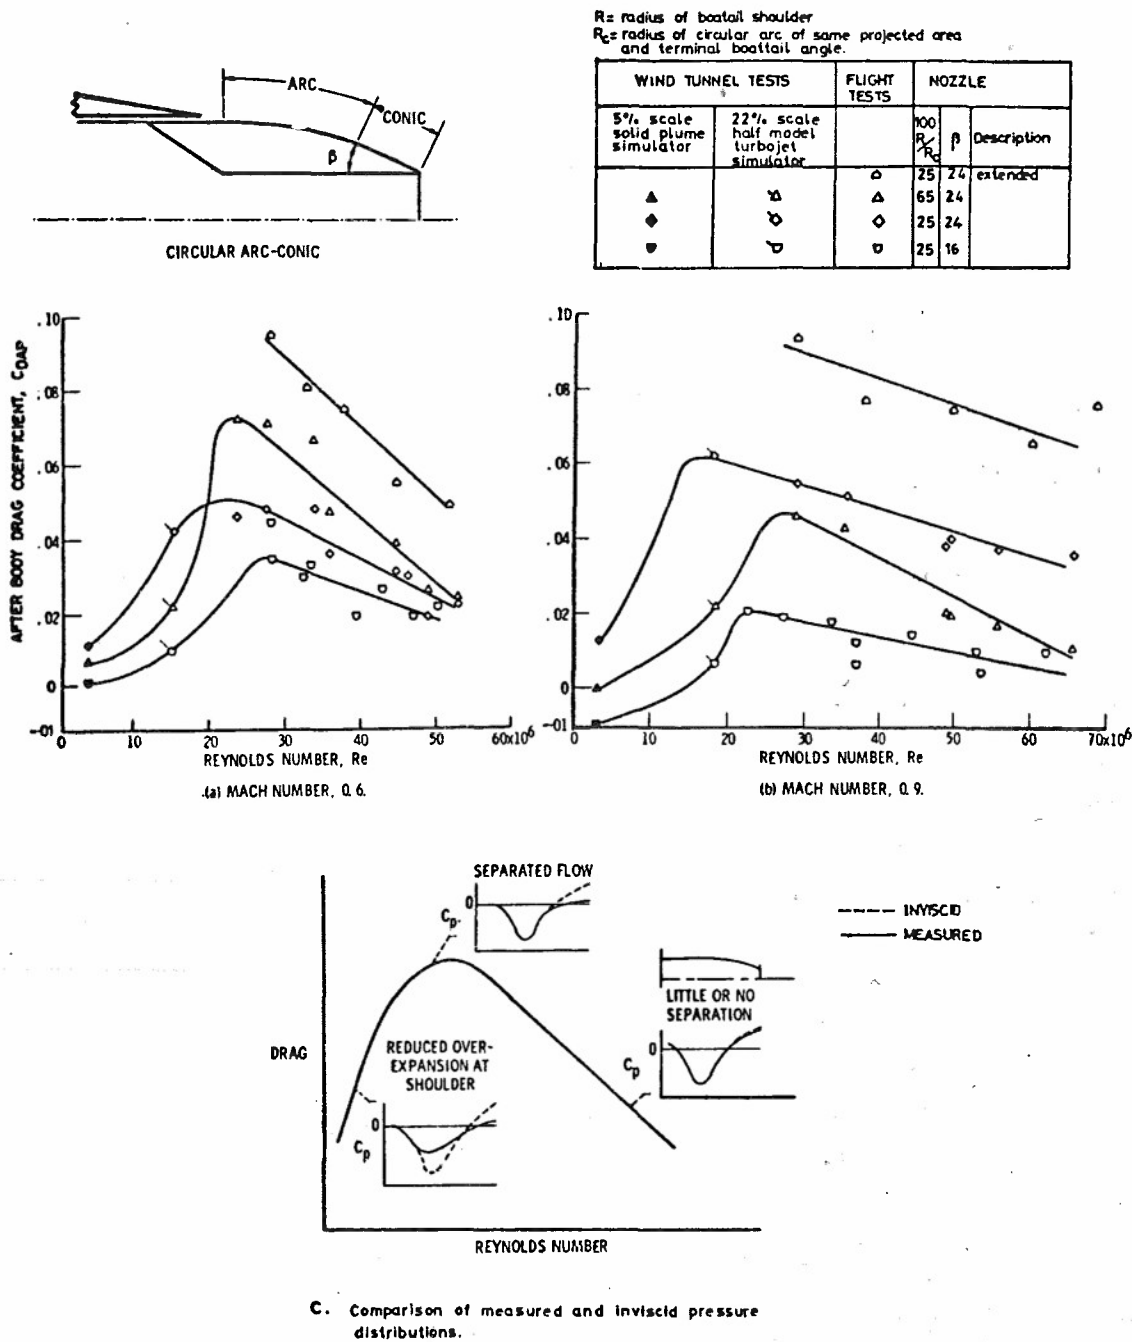 R= radius of boatail shoulder
Rc= radius of circular arc of same projected area
and terminal boattail angle.
WIND TUNNEL TESTS
FLIGHT
TESTS
NOZZLE
5% scale
solid plume
simulator
22% scale
half model
turbojet
simulator
100
R/Rc
β
Description
25 24 extended
65 24
25 24
25 16
ARC
CONIC
β
CIRCULAR ARC-CONIC
AFTER BODY DRAG COEFFICIENT, CDAP
.10
.08
.06
.04
.02
0
-.01
0 10 20 30 40 50 60x10⁶
REYNOLDS NUMBER, Re
(a) MACH NUMBER, 0.6.
.10
.08
.06
.04
.02
0
-.01
0 10 20 30 40 50 60 70x10⁶
REYNOLDS NUMBER, Re
(b) MACH NUMBER, 0.9.
SEPARATED FLOW
0
Cp
---- INVISCID
MEASURED
LITTLE OR NO
SEPARATION
0
Cp
DRAG
REDUCED OVER-
EXPANSION AT
SHOULDER
0
Cp
REYNOLDS NUMBER
C. Comparison of measured and inviscid pressure
distributions.